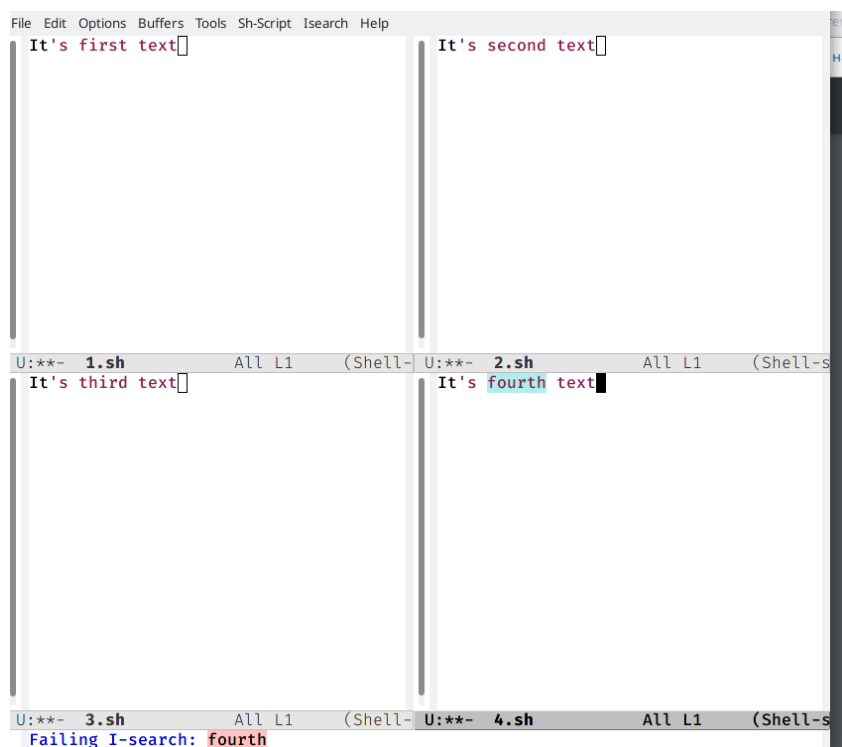 File Edit Options Buffers Tools Sh-Script Isearch Help
It's first text
It's second text
U:**- 1.sh All L1 (Shell-
U:**- 2.sh All L1 (Shell-s
It's third text
It's fourth text
U:**- 3.sh All L1 (Shell-
U:**- 4.sh All L1 (Shell-s
Failing I-search: fourth